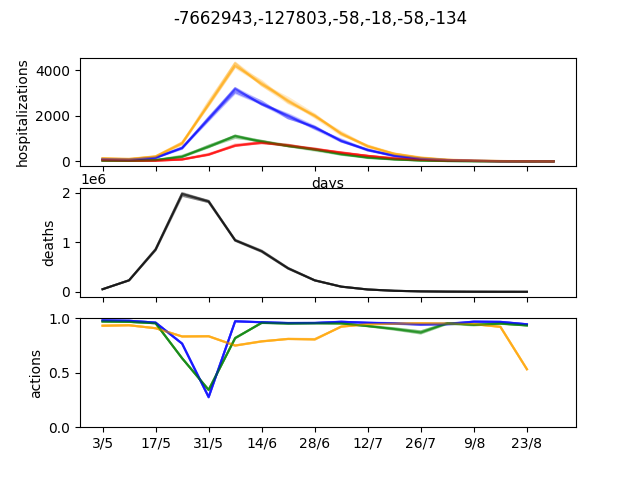 -7662943,-127803,-58,-18,-58,-134
hospitalizations
4000
2000
0
days
1e6
deaths
2
1
0
actions
1.0
0.5
0.0
3/5 17/5 31/5 14/6 28/6 12/7 26/7 9/8 23/8